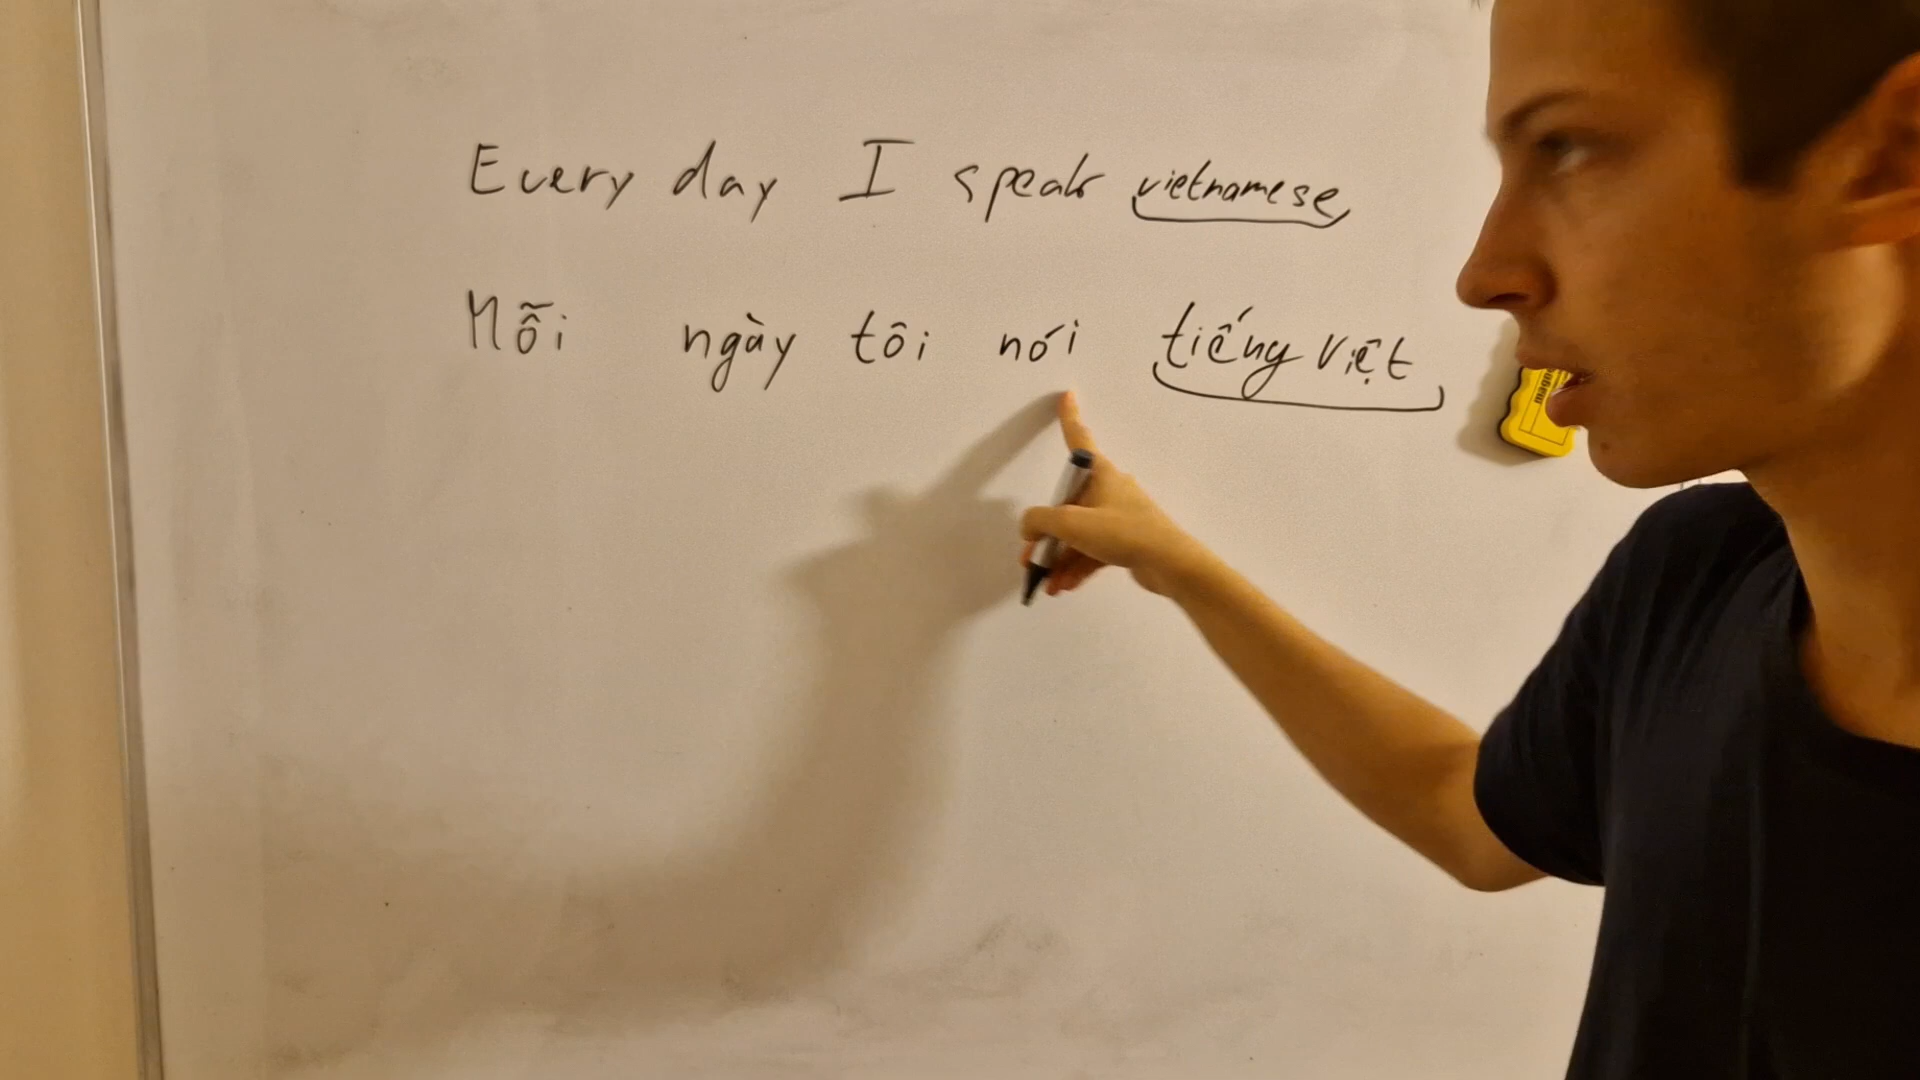 Every day I speak vietnamese
Mỗi ngày tôi nói tiếng Việt